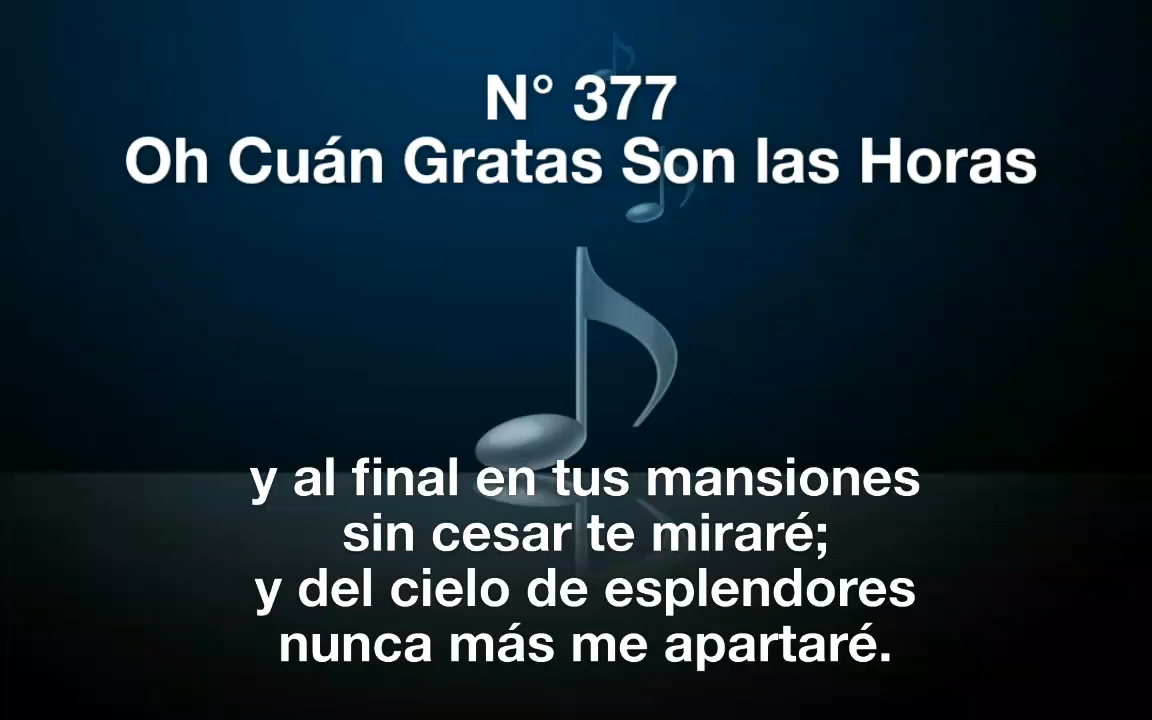 N° 377
Oh Cuán Gratas Son las Horas
y al final en tus mansiones
sin cesar te miraré;
y del cielo de esplendores
nunca más me apartaré.